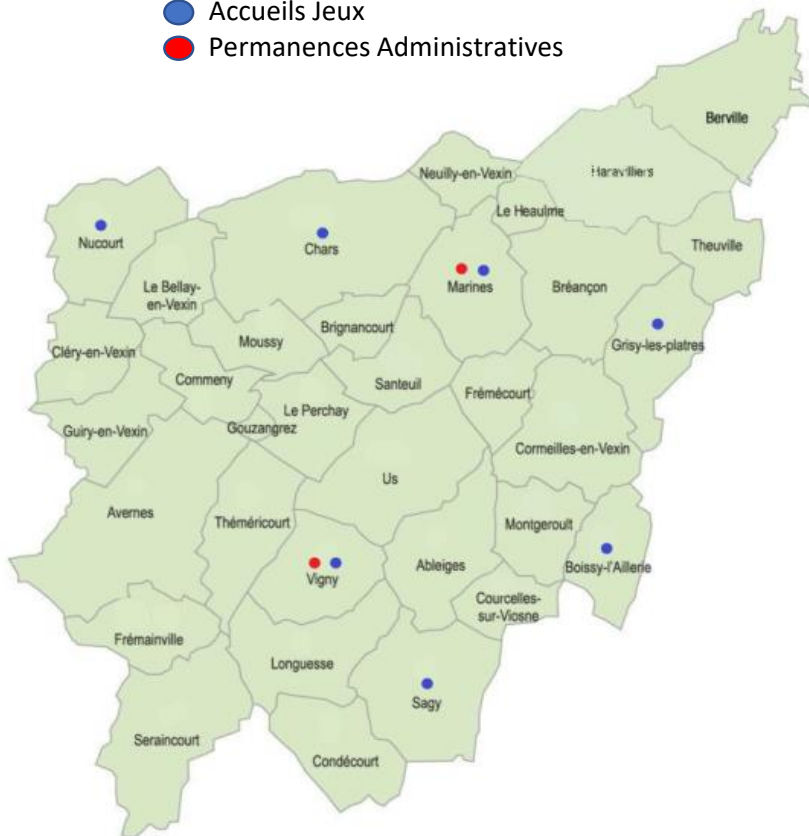 Accueils Jeux
Permanences Administratives
Berville
Neuilly-en-Vexin
Haravilliers
Le Heaulme
Nucourt
Chars
Theuville
Marines
Bréançon
Le Bellay-
en-Vexin
Brignancourt
Moussy
Grisy-les-platres
Cléry-en-Vexin
Commeny
Santeuil
Frémécourt
Le Perchay
Gouzangrez
Guiry-en-Vexin
Cormeilles-en-Vexin
Us
Avernes
Théméricourt
Montgeroult
Ableiges
Boissy-l'Aillerie
Vigny
Courcelles-
sur-Viosne
Frémainville
Longuesse
Sagy
Seraincourt
Condécourt